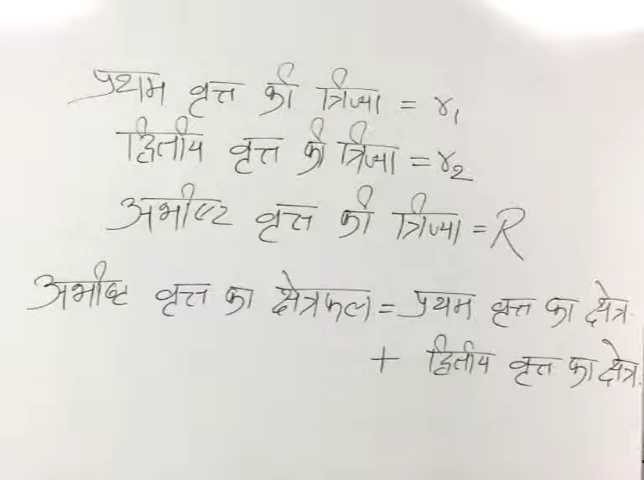 प्रथम वृत्त की त्रिज्या = r₁
द्वितीय वृत्त की त्रिज्या = r₂
अभीष्ट वृत्त की त्रिज्या = R
अभीष्ट वृत्त का क्षेत्रफल = प्रथम वृत्त का क्षेत्र.
+ द्वितीय वृत्त का क्षेत्र.